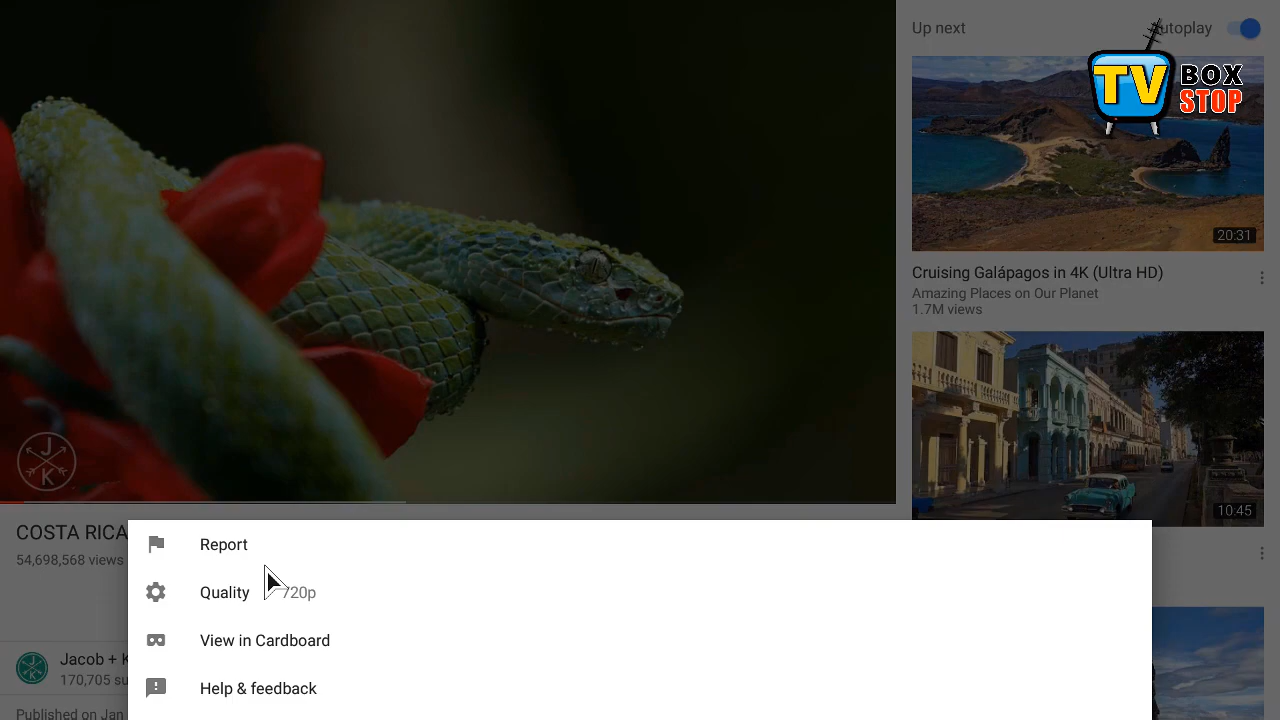 Up next
Autoplay
TV BOX
STOP
20:31
Cruising Galápagos in 4K (Ultra HD)
Amazing Places on Our Planet
1.7M views
10:45
J
K
COSTA RICA
54,698,568 views
Report
Quality 720p
View in Cardboard
Help & feedback
Jacob + K
170,705 su
Published on Jan